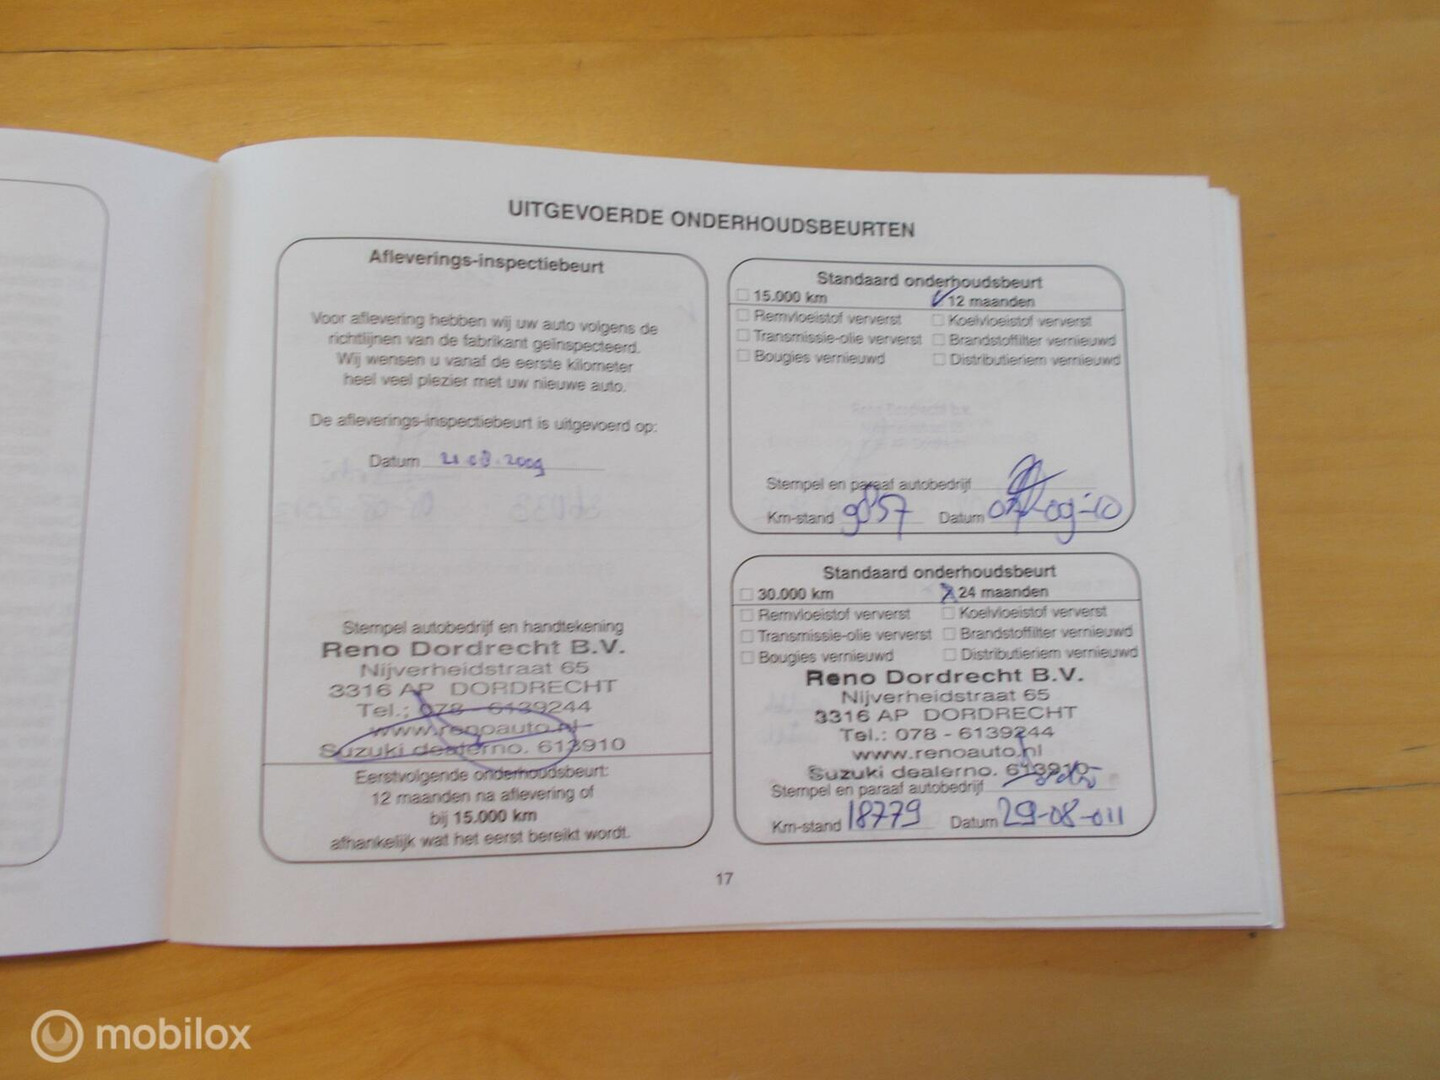 UITGEVOERDE ONDERHOUDSBEURTEN
Afleverings-inspectiebeurt
Voor aflevering hebben wij uw auto volgens de
richtlijnen van de fabrikant geïnspecteerd.
Wij wensen u vanaf de eerste kilometer
heel veel plezier met uw nieuwe auto.
De afleverings-inspectiebeurt is uitgevoerd op:
Datum
Stempel autobedrijf en handtekening
Reno Dordrecht B.V.
Nijverheidstraat 65
3316 AP DORDRECHT
Tel.: 078 - 6139244
www.renoauto.nl
Suzuki dealerno. 613910
Eerstvolgende onderhoudsbeurt:
12 maanden na aflevering of
bij 15.000 km
afhankelijk wat het eerst bereikt wordt.
Standaard onderhoudsbeurt
15.000 km 12 maanden
Remvloeistof ververst Koelvloeistof ververst
Transmissie-olie ververst Brandstoffilter vernieuwd
Bougies vernieuwd Distributieriem vernieuwd
Stempel en paraaf autobedrijf
Km-stand 9857 Datum 07-09-10
Standaard onderhoudsbeurt
30.000 km 24 maanden
Remvloeistof ververst Koelvloeistof ververst
Transmissie-olie ververst Brandstoffilter vernieuwd
Bougies vernieuwd Distributieriem vernieuwd
Reno Dordrecht B.V.
Nijverheidstraat 65
3316 AP DORDRECHT
Tel.: 078 - 6139244
www.renoauto.nl
Suzuki dealerno. 613910
Stempel en paraaf autobedrijf
Km-stand 18779 Datum 29-08-011
17
mobilox